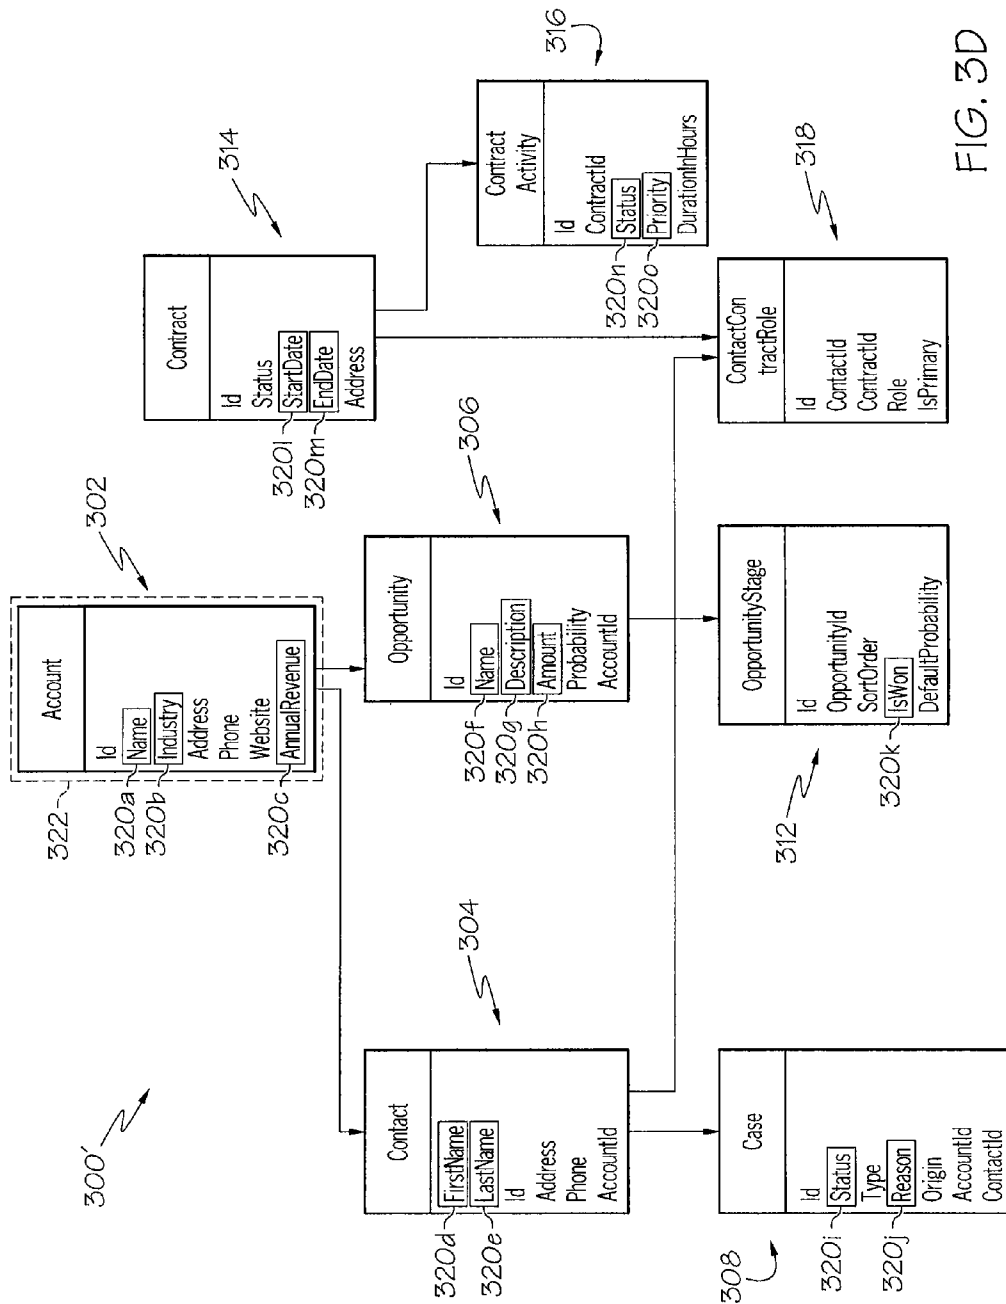 300'
322
302
Account
Id
Name
Industry
Address
Phone
Website
AnnualRevenue
320a
320b
320c
314
Contract
Id
Status
StartDate
EndDate
Address
320l
320m
304
Contact
FirstName
LastName
Id
Address
Phone
AccountId
320d
320e
306
Opportunity
Id
Name
Description
Amount
Probability
AccountId
320f
320g
320h
316
Contract
Activity
Id
ContractId
Status
Priority
DurationInHours
320n
320o
308
Case
Id
Status
Type
Reason
Origin
AccountId
ContactId
320i
320j
312
OpportunityStage
Id
OpportunityId
SortOrder
IsWon
DefaultProbability
320k
318
ContactCon
tractRole
Id
ContactId
ContractId
Role
IsPrimary
FIG. 3D